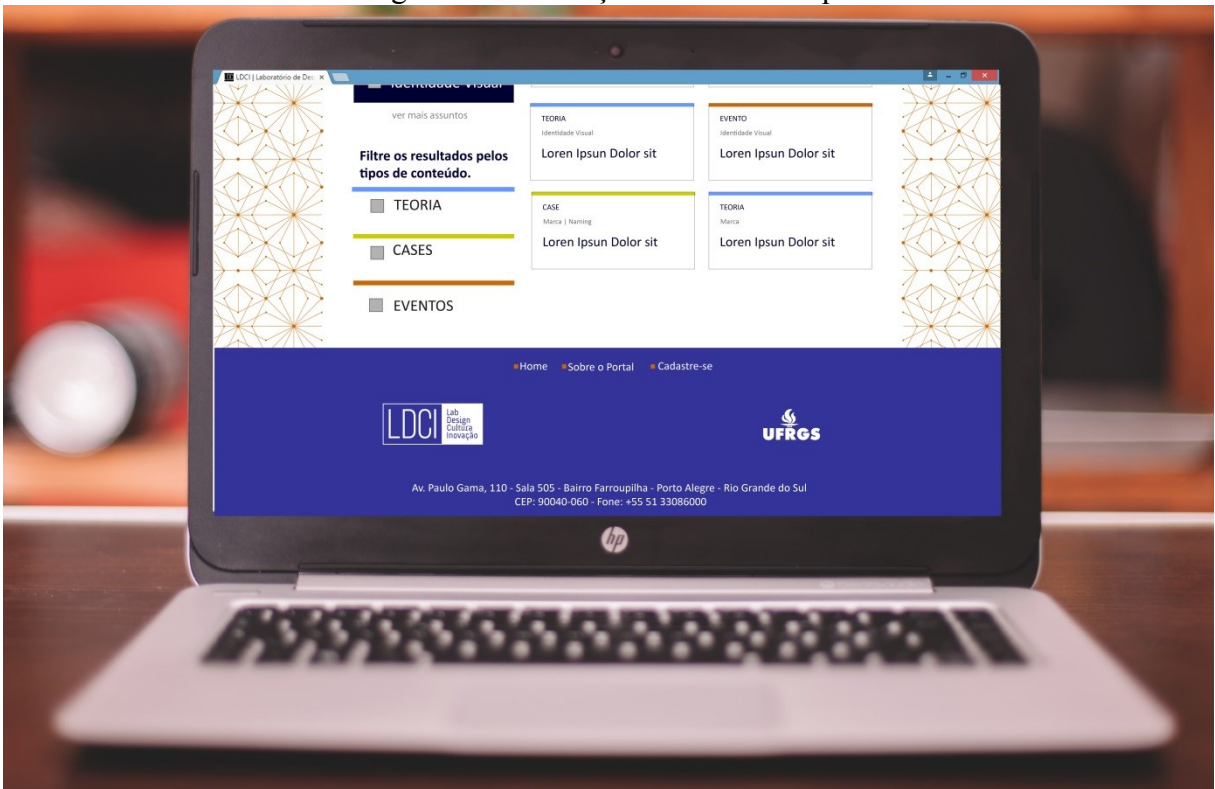 LDCI | Laboratório de De
Identidade Visual
ver mais assuntos
Filtre os resultados pelos
tipos de conteúdo.
TEORIA
CASES
EVENTOS
TEORIA
Identidade Visual
Loren Ipsun Dolor sit
EVENTO
Identidade Visual
Loren Ipsun Dolor sit
CASE
Marca | Naming
Loren Ipsun Dolor sit
TEORIA
Marca
Loren Ipsun Dolor sit
Home Sobre o Portal Cadastre-se
LDCI
Lab
Design
Cultura
Inovação
UFRGS
Av. Paulo Gama, 110 - Sala 505 - Bairro Farroupilha - Porto Alegre - Rio Grande do Sul
CEP: 90040-060 - Fone: +55 51 33086000
hp